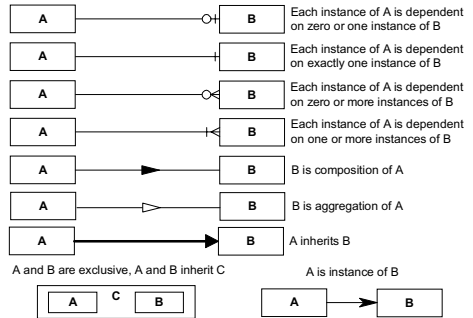 A
B
Each instance of A is dependent
on zero or one instance of B
A
B
Each instance of A is dependent
on exactly one instance of B
A
B
Each instance of A is dependent
on zero or more instances of B
A
B
Each instance of A is dependent
on one or more instances of B
A
B
B is composition of A
A
B
B is aggregation of A
A
B
A inherits B
A and B are exclusive, A and B inherit C
A
C
B
A is instance of B
A
B